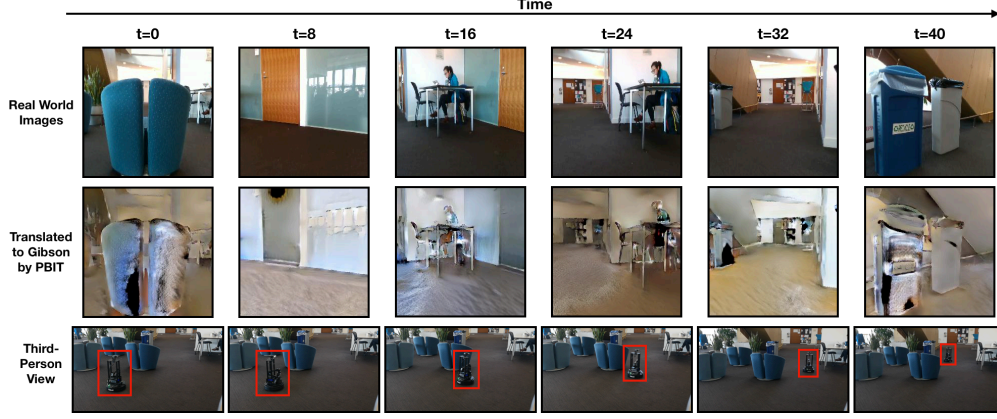 Time
t=0 t=8 t=16 t=24 t=32 t=40
Real World
Images
Translated
to Gibson
by PBIT
Third-
Person
View